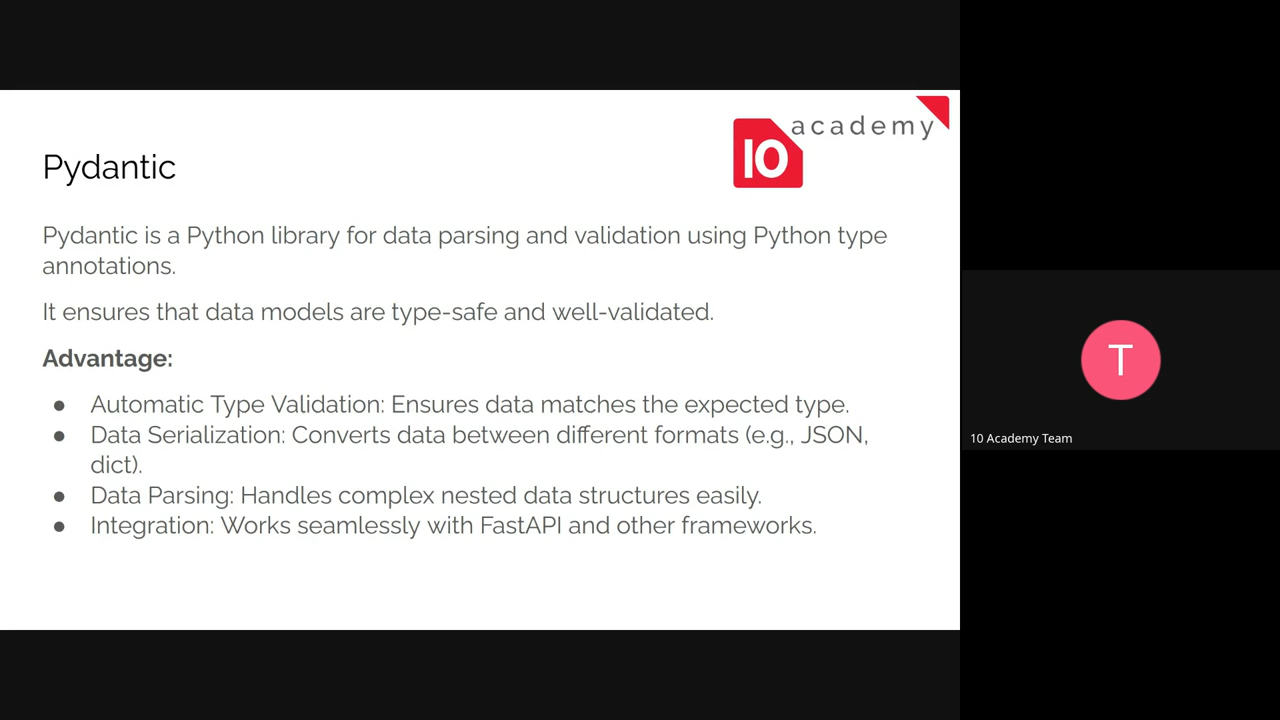 10 academy
Pydantic
Pydantic is a Python library for data parsing and validation using Python type
annotations.
It ensures that data models are type-safe and well-validated.
Advantage:
● Automatic Type Validation: Ensures data matches the expected type.
● Data Serialization: Converts data between different formats (e.g., JSON,
dict).
● Data Parsing: Handles complex nested data structures easily.
● Integration: Works seamlessly with FastAPI and other frameworks.
T
10 Academy Team